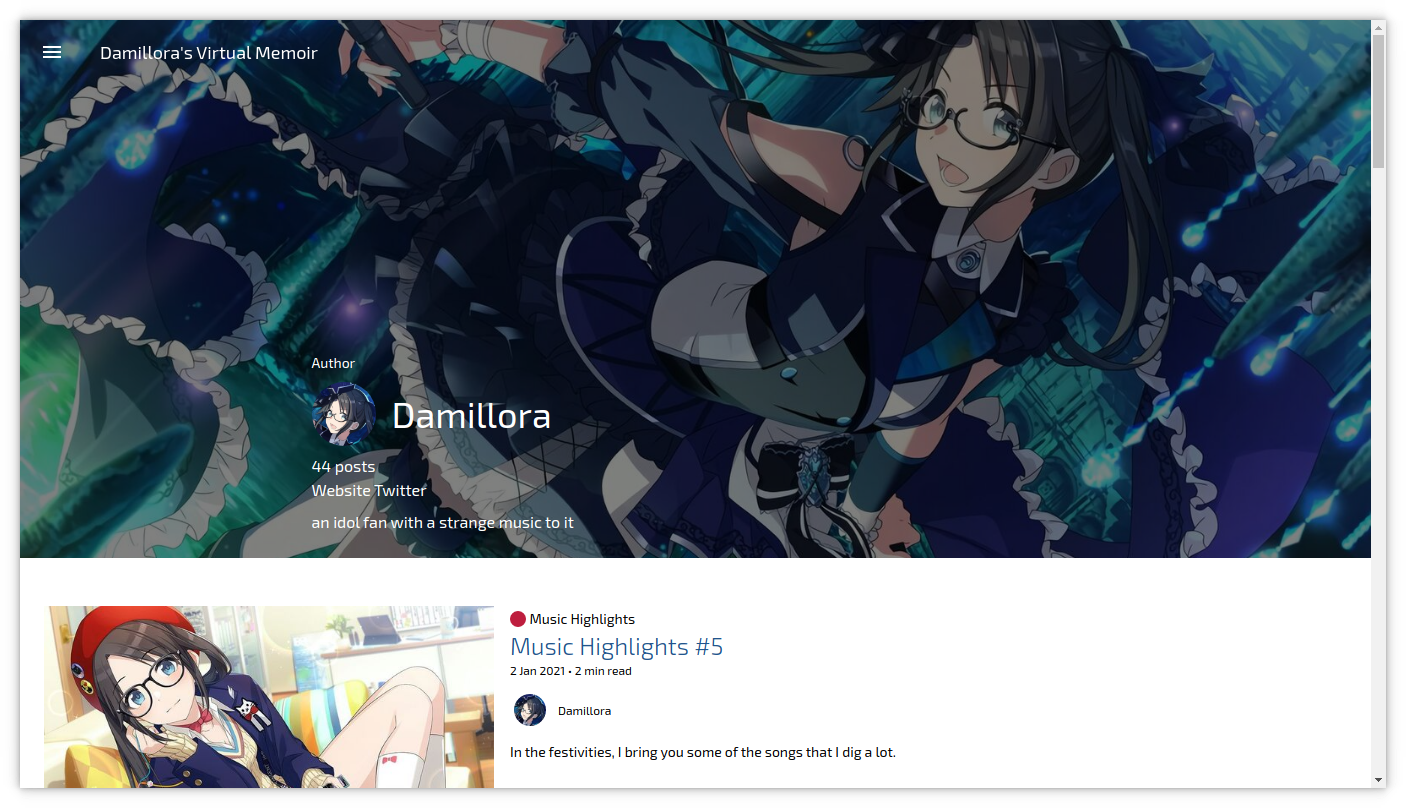 Damillora's Virtual Memoir
Author
Damillora
44 posts
Website Twitter
an idol fan with a strange music to it
Music Highlights
Music Highlights #5
2 Jan 2021 • 2 min read
Damillora
In the festivities, I bring you some of the songs that I dig a lot.